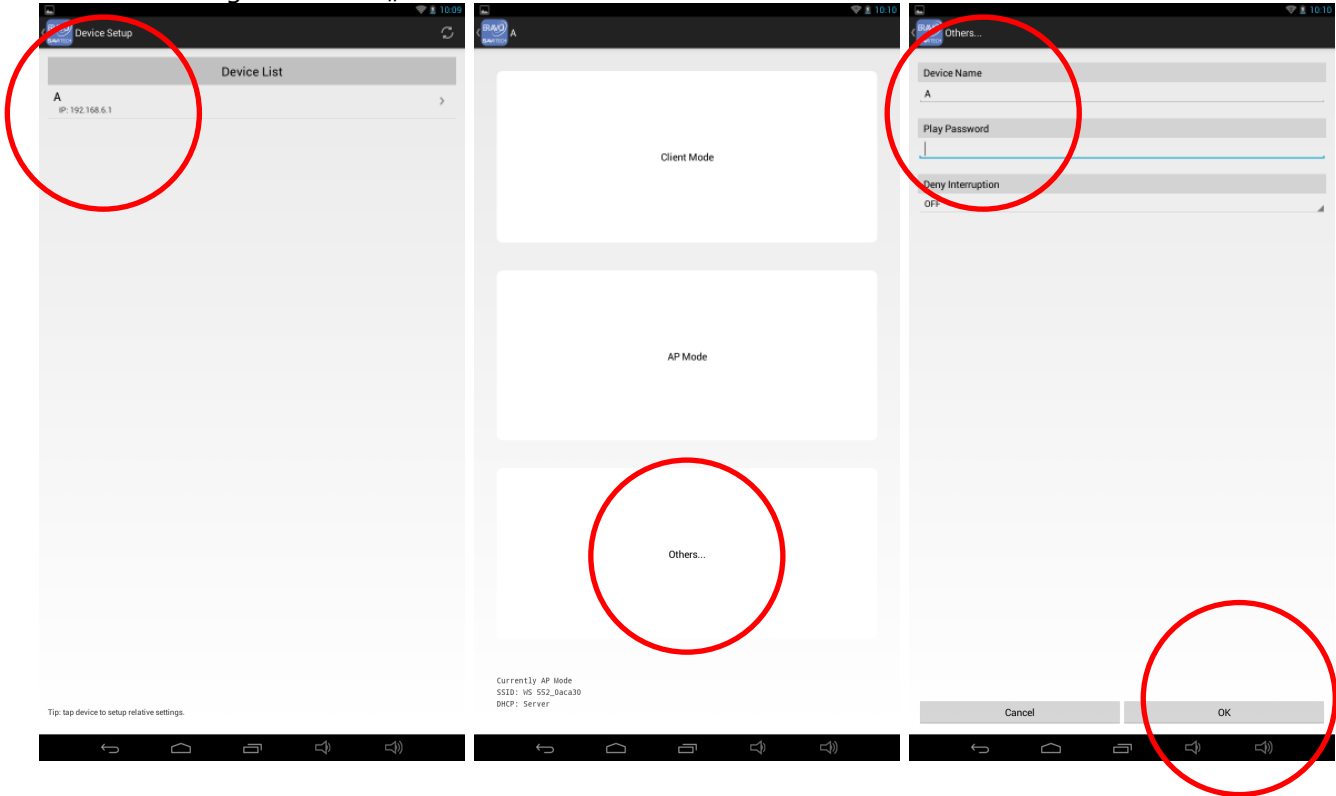 10:09
BRAVO
Device Setup
Device List
A
IP: 192.168.6.1
Tip: tap device to setup relative settings.
10:10
BRAVO
A
Client Mode
AP Mode
Others...
Currently AP Mode
SSID: WS 552_0aca30
DHCP: Server
10:10
Others...
Device Name
A
Play Password
Deny Interruption
OFF
Cancel
OK